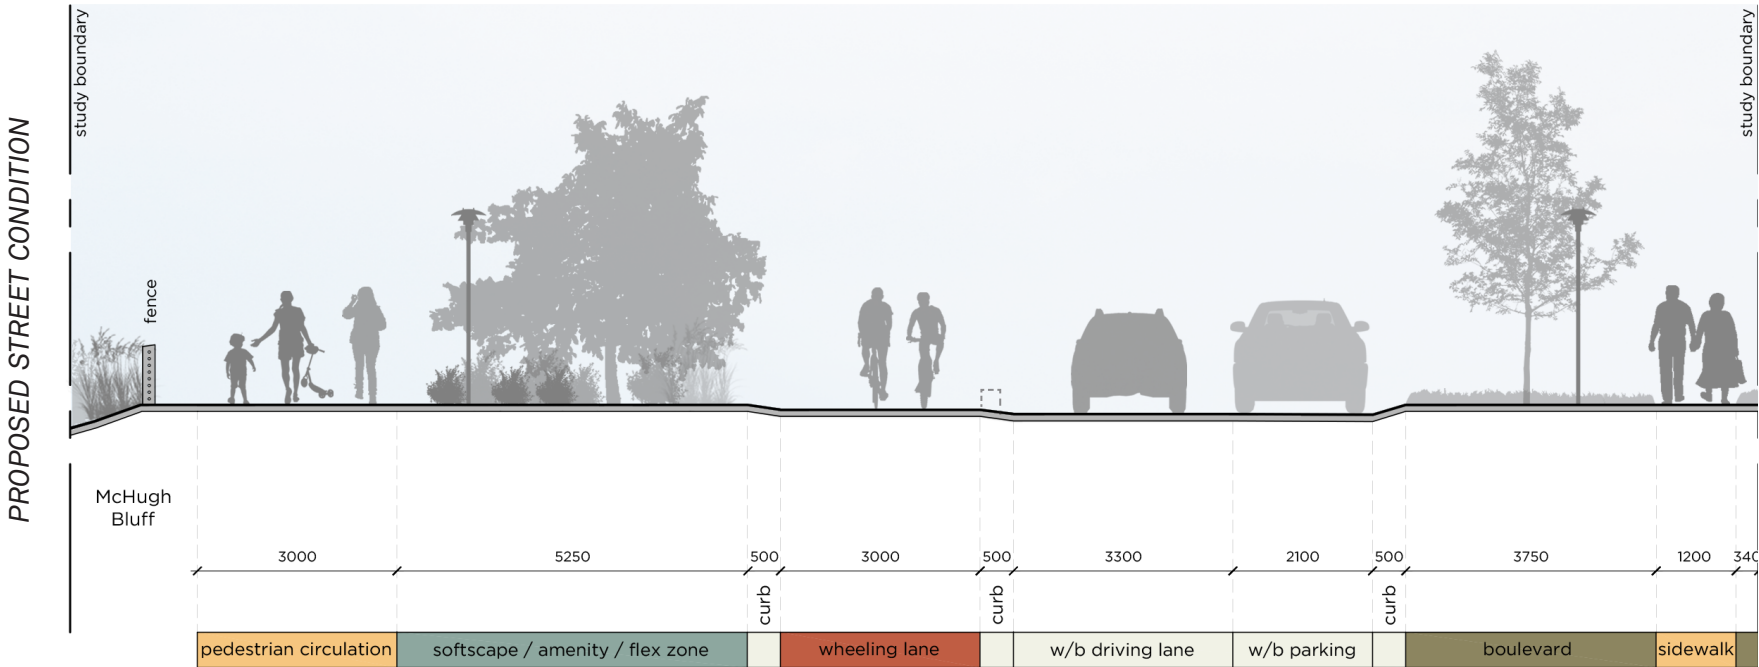 PROPOSED STREET CONDITION
study boundary
study boundary
fence
McHugh
Bluff
3000
5250
500
3000
500
3300
2100
500
3750
1200
340
curb
curb
curb
pedestrian circulation
softscape / amenity / flex zone
wheeling lane
w/b driving lane
w/b parking
boulevard
sidewalk